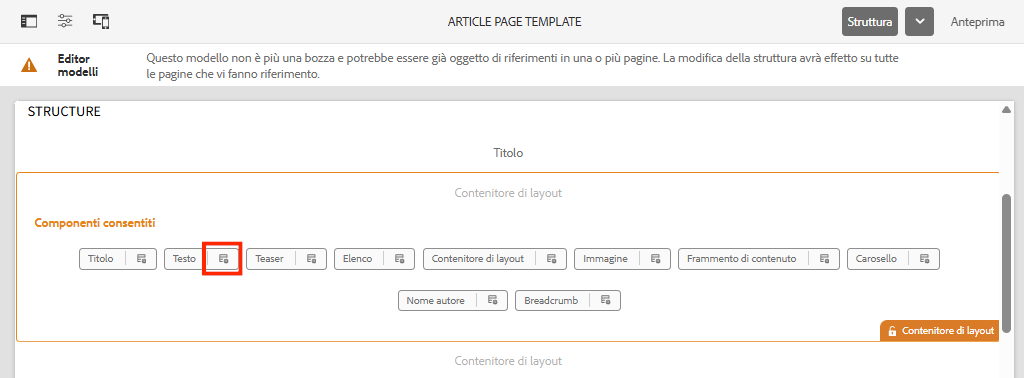 ARTICLE PAGE TEMPLATE
Struttura
Anteprima
Editor modelli
Questo modello non è più una bozza e potrebbe essere già oggetto di riferimenti in una o più pagine. La modifica della struttura avrà effetto su tutte
le pagine che vi fanno riferimento.
STRUCTURE
Titolo
Contenitore di layout
Componenti consentiti
Titolo
Testo
Teaser
Elenco
Contenitore di layout
Immagine
Frammento di contenuto
Carosello
Nome autore
Breadcrumb
Contenitore di layout
Contenitore di layout